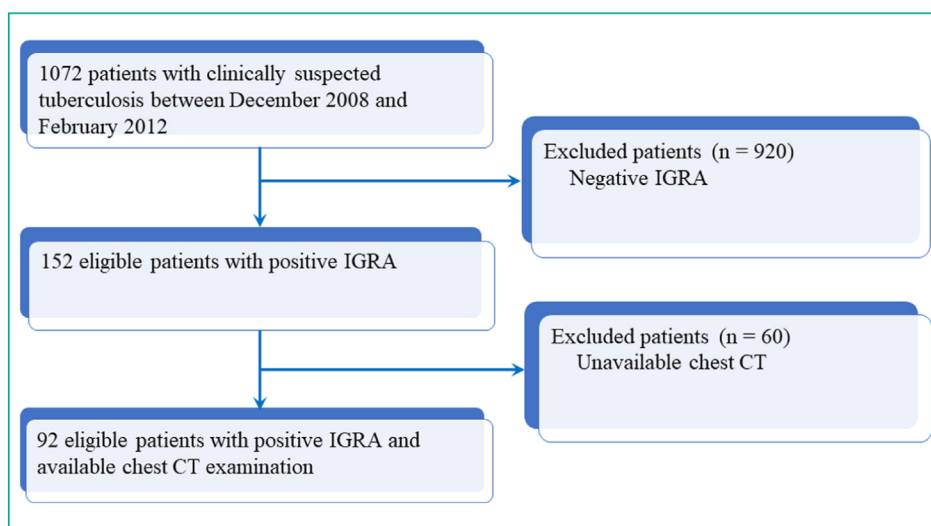 1072 patients with clinically suspected
tuberculosis between December 2008 and
February 2012
Excluded patients (n = 920)
Negative IGRA
152 eligible patients with positive IGRA
Excluded patients (n = 60)
Unavailable chest CT
92 eligible patients with positive IGRA and
available chest CT examination